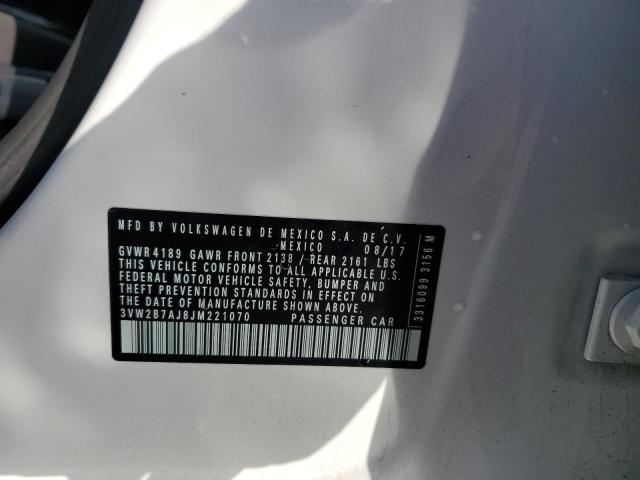 MFD BY VOLKSWAGEN DE MEXICO S.A. DE C.V.
-MEXICO 08/17
GVWR4189 GAWR FRONT 2138 / REAR 2161 LBS
THIS VEHICLE CONFORMS TO ALL APPLICABLE U.S.
FEDERAL MOTOR VEHICLE SAFETY, BUMPER AND
THEFT PREVENTION STANDARDS IN EFFECT ON
THE DATE OF MANUFACTURE SHOWN ABOVE.
3VW2B7AJ8JM221070 PASSENGER CAR
3316099 3156 M